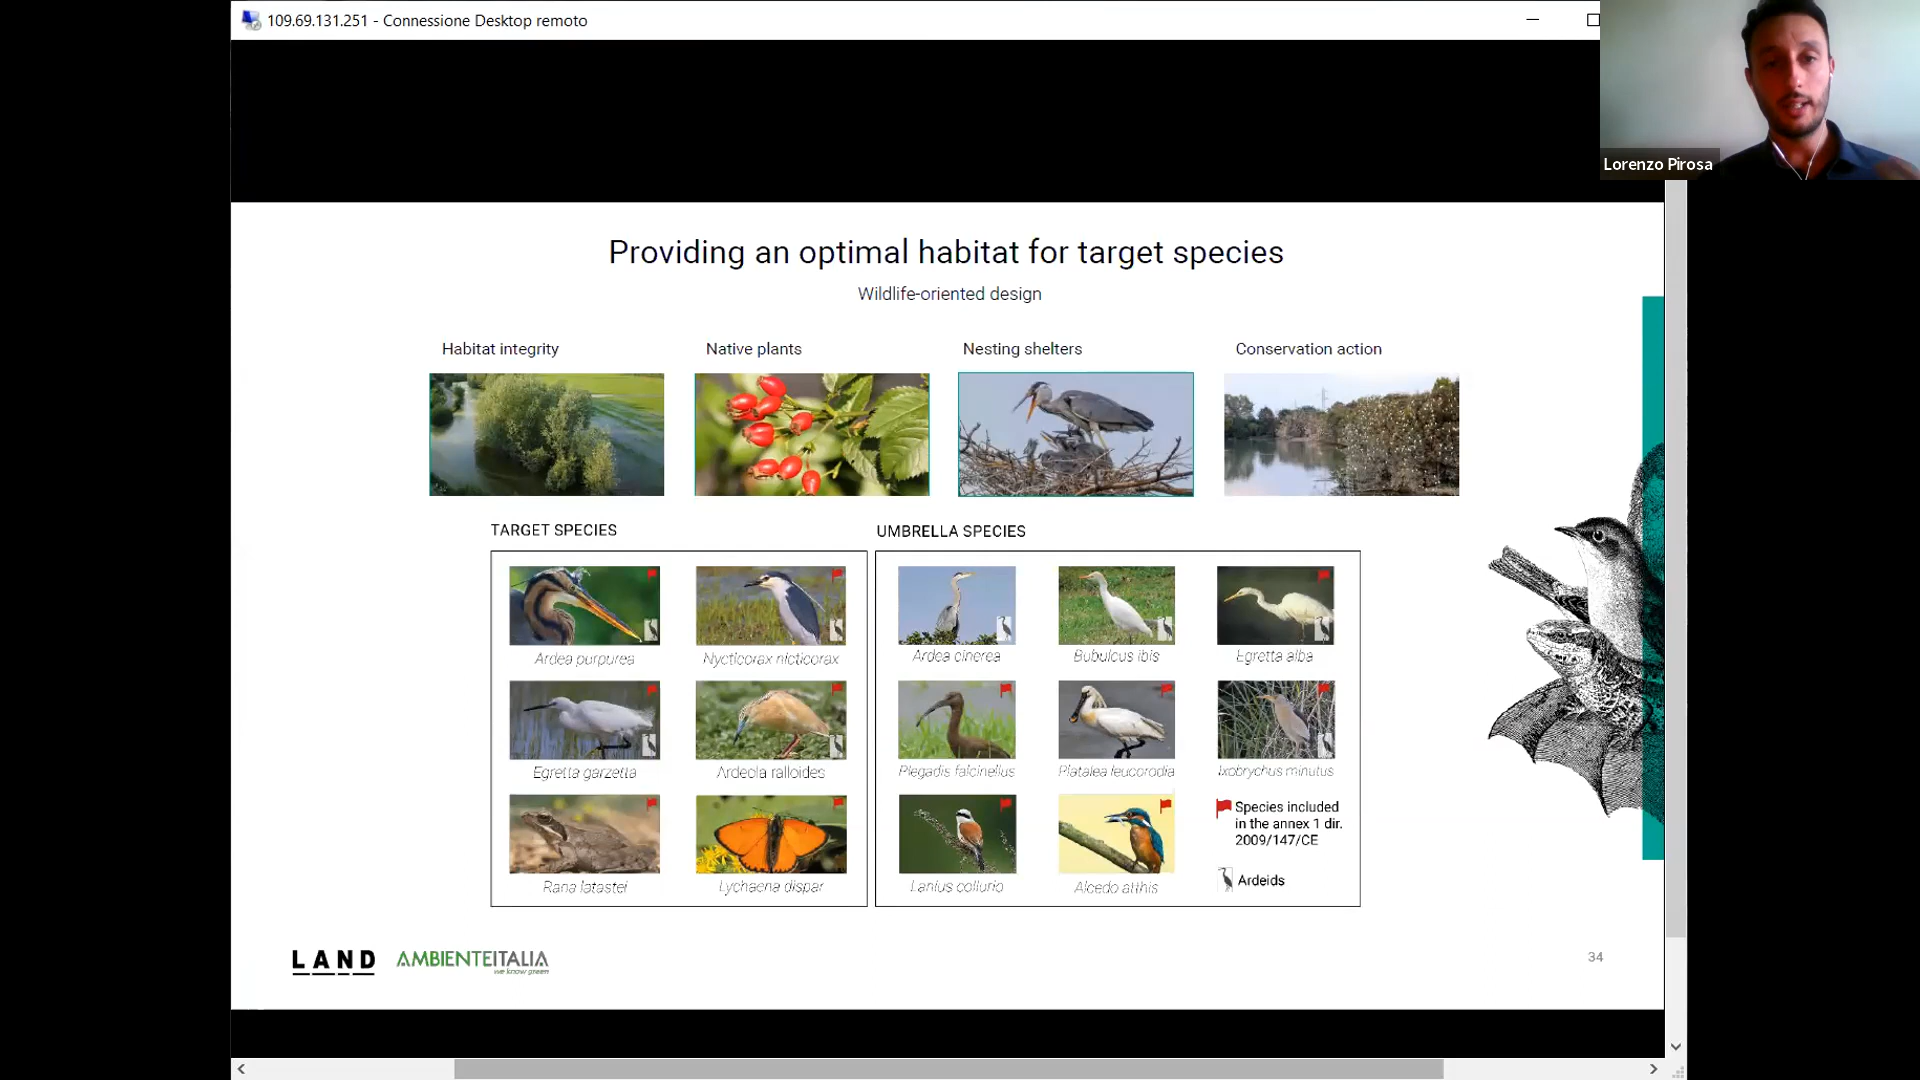 109.69.131.251 - Connessione Desktop remoto
Lorenzo Pirosa
Providing an optimal habitat for target species
Wildlife-oriented design
Habitat integrity
Native plants
Nesting shelters
Conservation action
TARGET SPECIES
UMBRELLA SPECIES
Ardea purpurea
Nycticorax nicticorax
Ardea cinerea
Bubulcus ibis
Egretta alba
Egretta garzetta
Ardeola ralloides
Plegadis falcinellus
Platalea leucorodia
Ixobrychus minutus
Rana latastei
Lychaena dispar
Lanius collurio
Alcedo atthis
Species included
in the annex 1 dir.
2009/147/CE
Ardeids
LAND
AMBIENTEITALIA
we know green
34